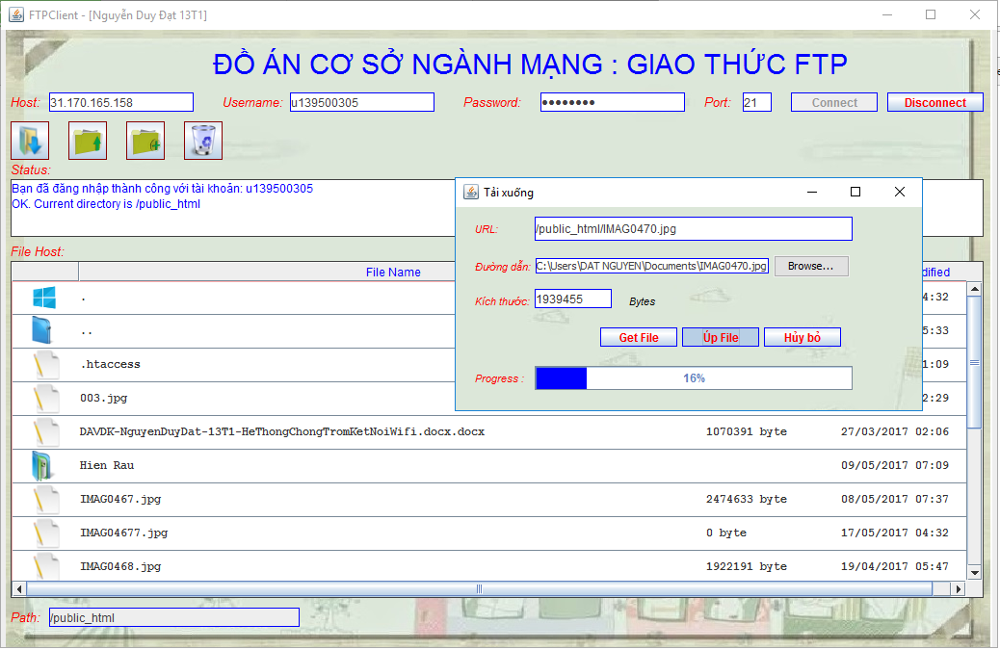 FTPClient - [Nguyễn Duy Đạt 13T1]
ĐỒ ÁN CƠ SỞ NGÀNH MẠNG : GIAO THỨC FTP
Host: 31.170.165.158 Username: u139500305 Password: •••••••• Port: 21 Connect Disconnect
Status:
Bạn đã đăng nhập thành công với tài khoản: u139500305
OK. Current directory is /public_html
Tải xuống
URL: /public_html/IMAG0470.jpg
Đường dẫn: C:\Users\DAT NGUYEN\Documents\IMAG0470.jpg Browse...
Kích thước: 1939455 Bytes
Get File Úp File Hủy bỏ
Progress : 16%
File Host:
File Name dified
. 4:32
.. 5:33
.htaccess 1:09
003.jpg 2:29
DAVDK-NguyenDuyDat-13T1-HeThongChongTromKetNoiWifi.docx.docx 1070391 byte 27/03/2017 02:06
Hien Rau 09/05/2017 07:09
IMAG0467.jpg 2474633 byte 08/05/2017 07:37
IMAG04677.jpg 0 byte 17/05/2017 04:32
IMAG0468.jpg 1922191 byte 19/04/2017 05:47
Path: /public_html